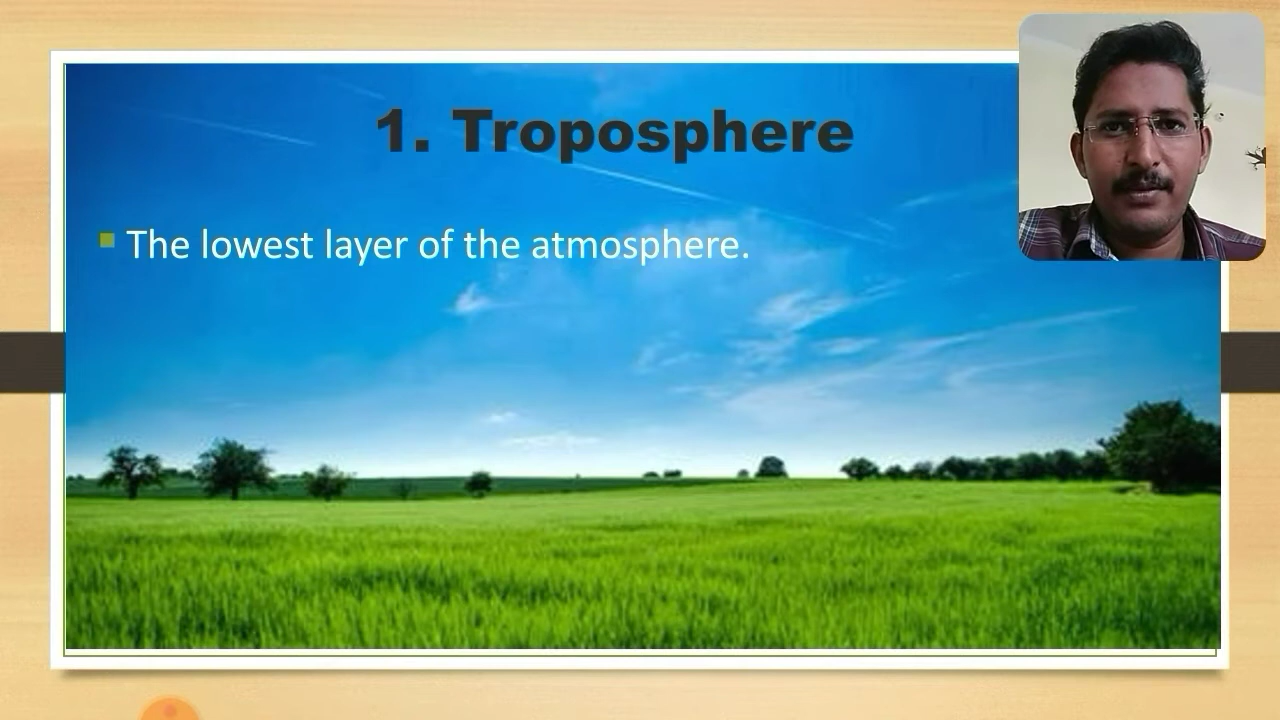 1. Troposphere
The lowest layer of the atmosphere.